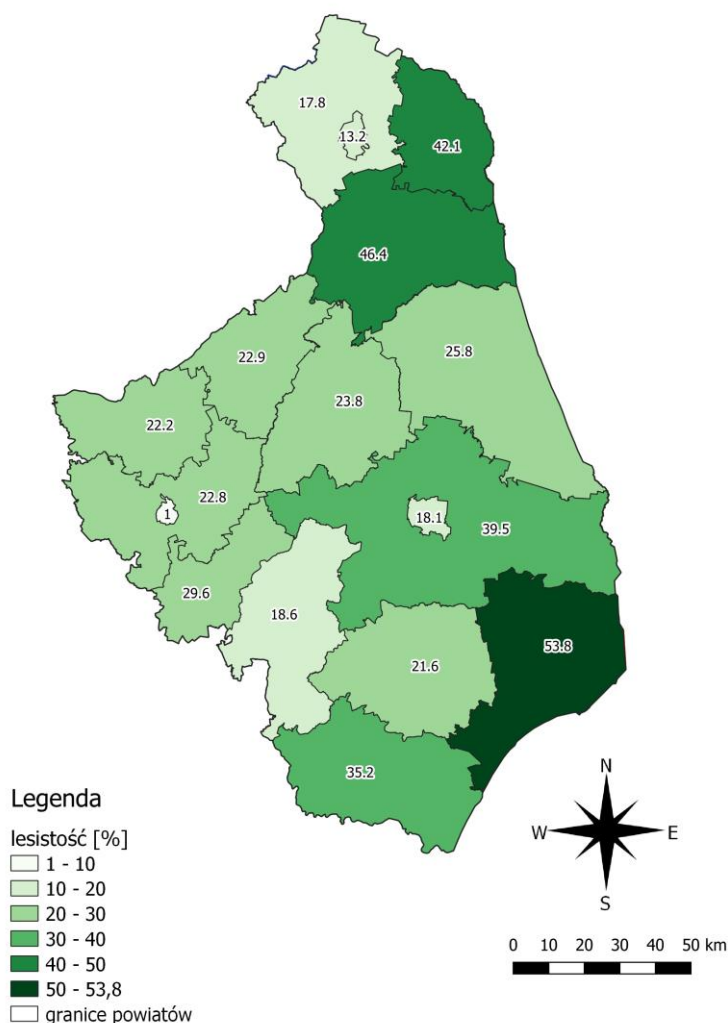 17.8
13.2
42.1
46.4
25.8
22.9
23.8
22.2
22.8
1
18.1
39.5
29.6
18.6
53.8
21.6
35.2
N
W E
S
Legenda
lesistość [%]
1 - 10
10 - 20
20 - 30
30 - 40
40 - 50
50 - 53,8
granice powiatów
0 10 20 30 40 50 km